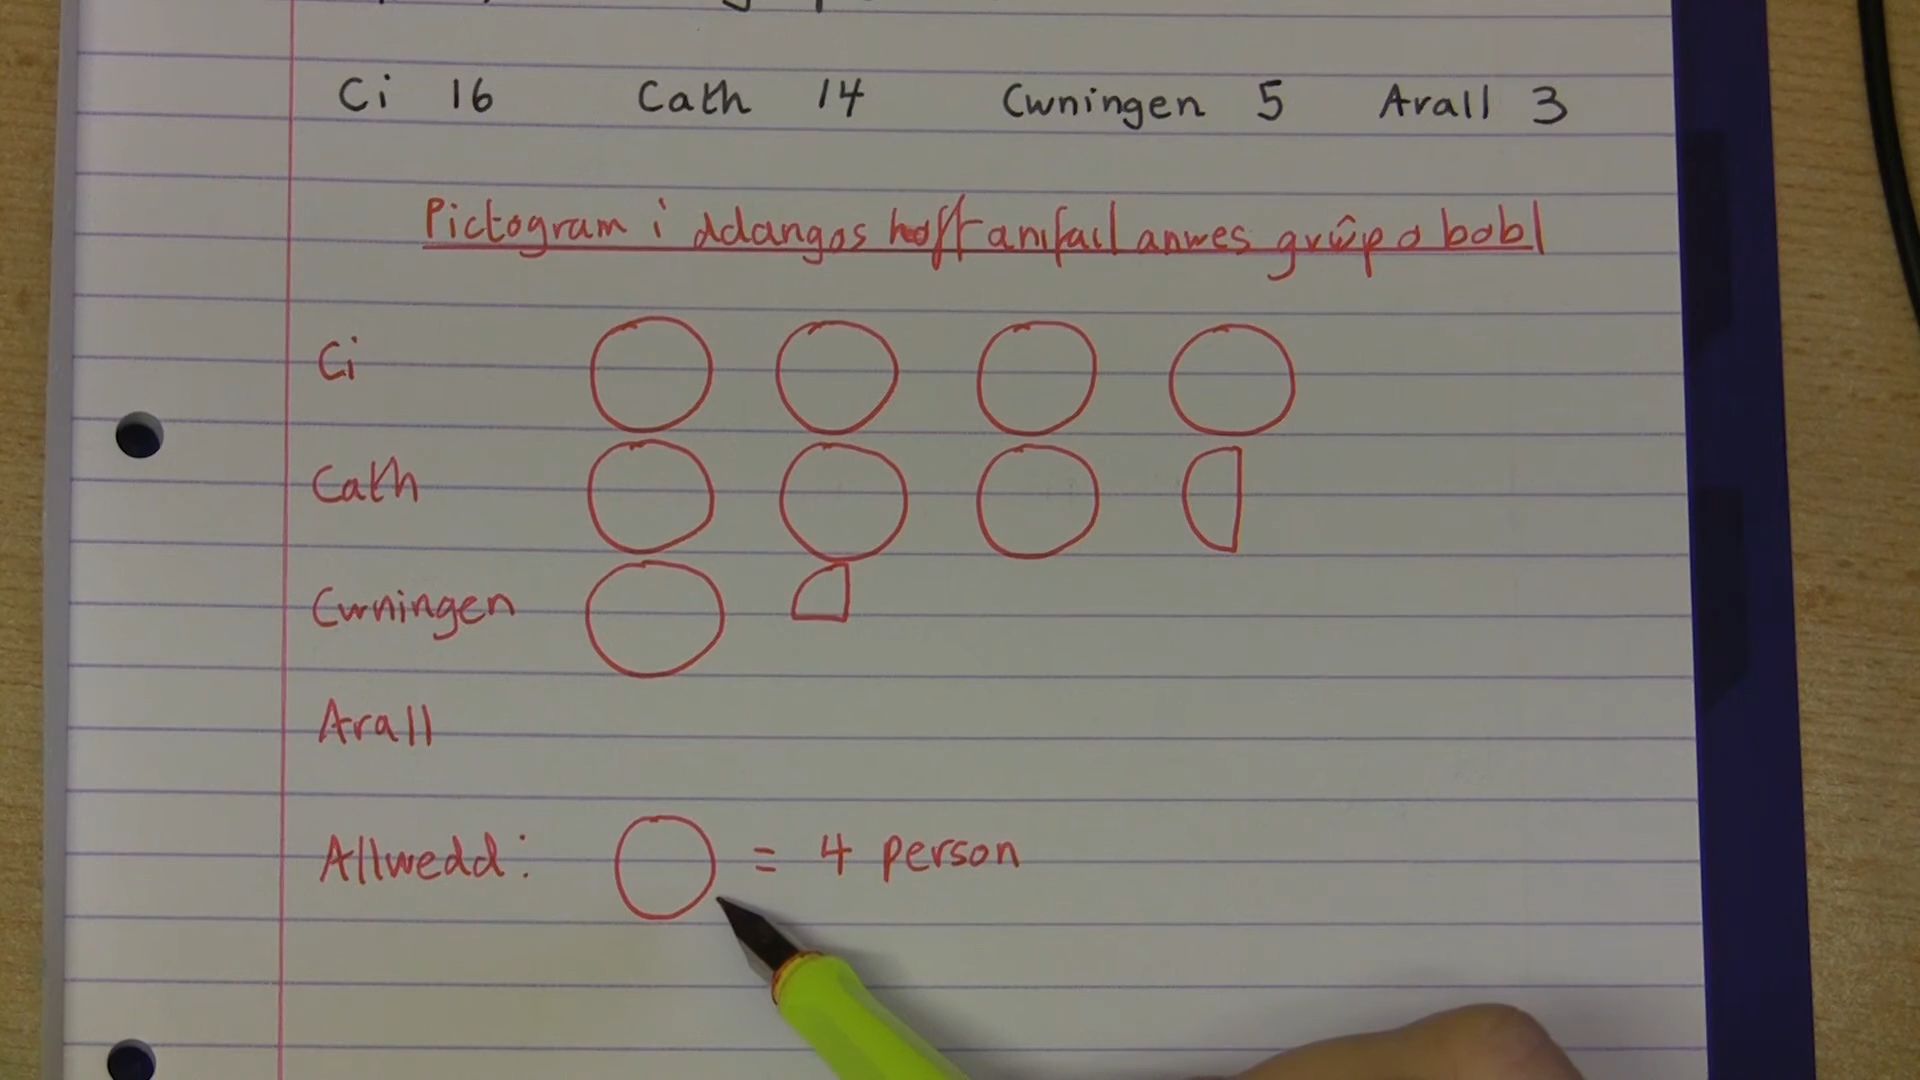 Ci 16 Cath 14 Cwningen 5 Arall 3
Pictogram i ddangos hoff anifail anwes grŵp o bobl
Ci
Cath
Cwningen
Arall
Allwedd: = 4 person